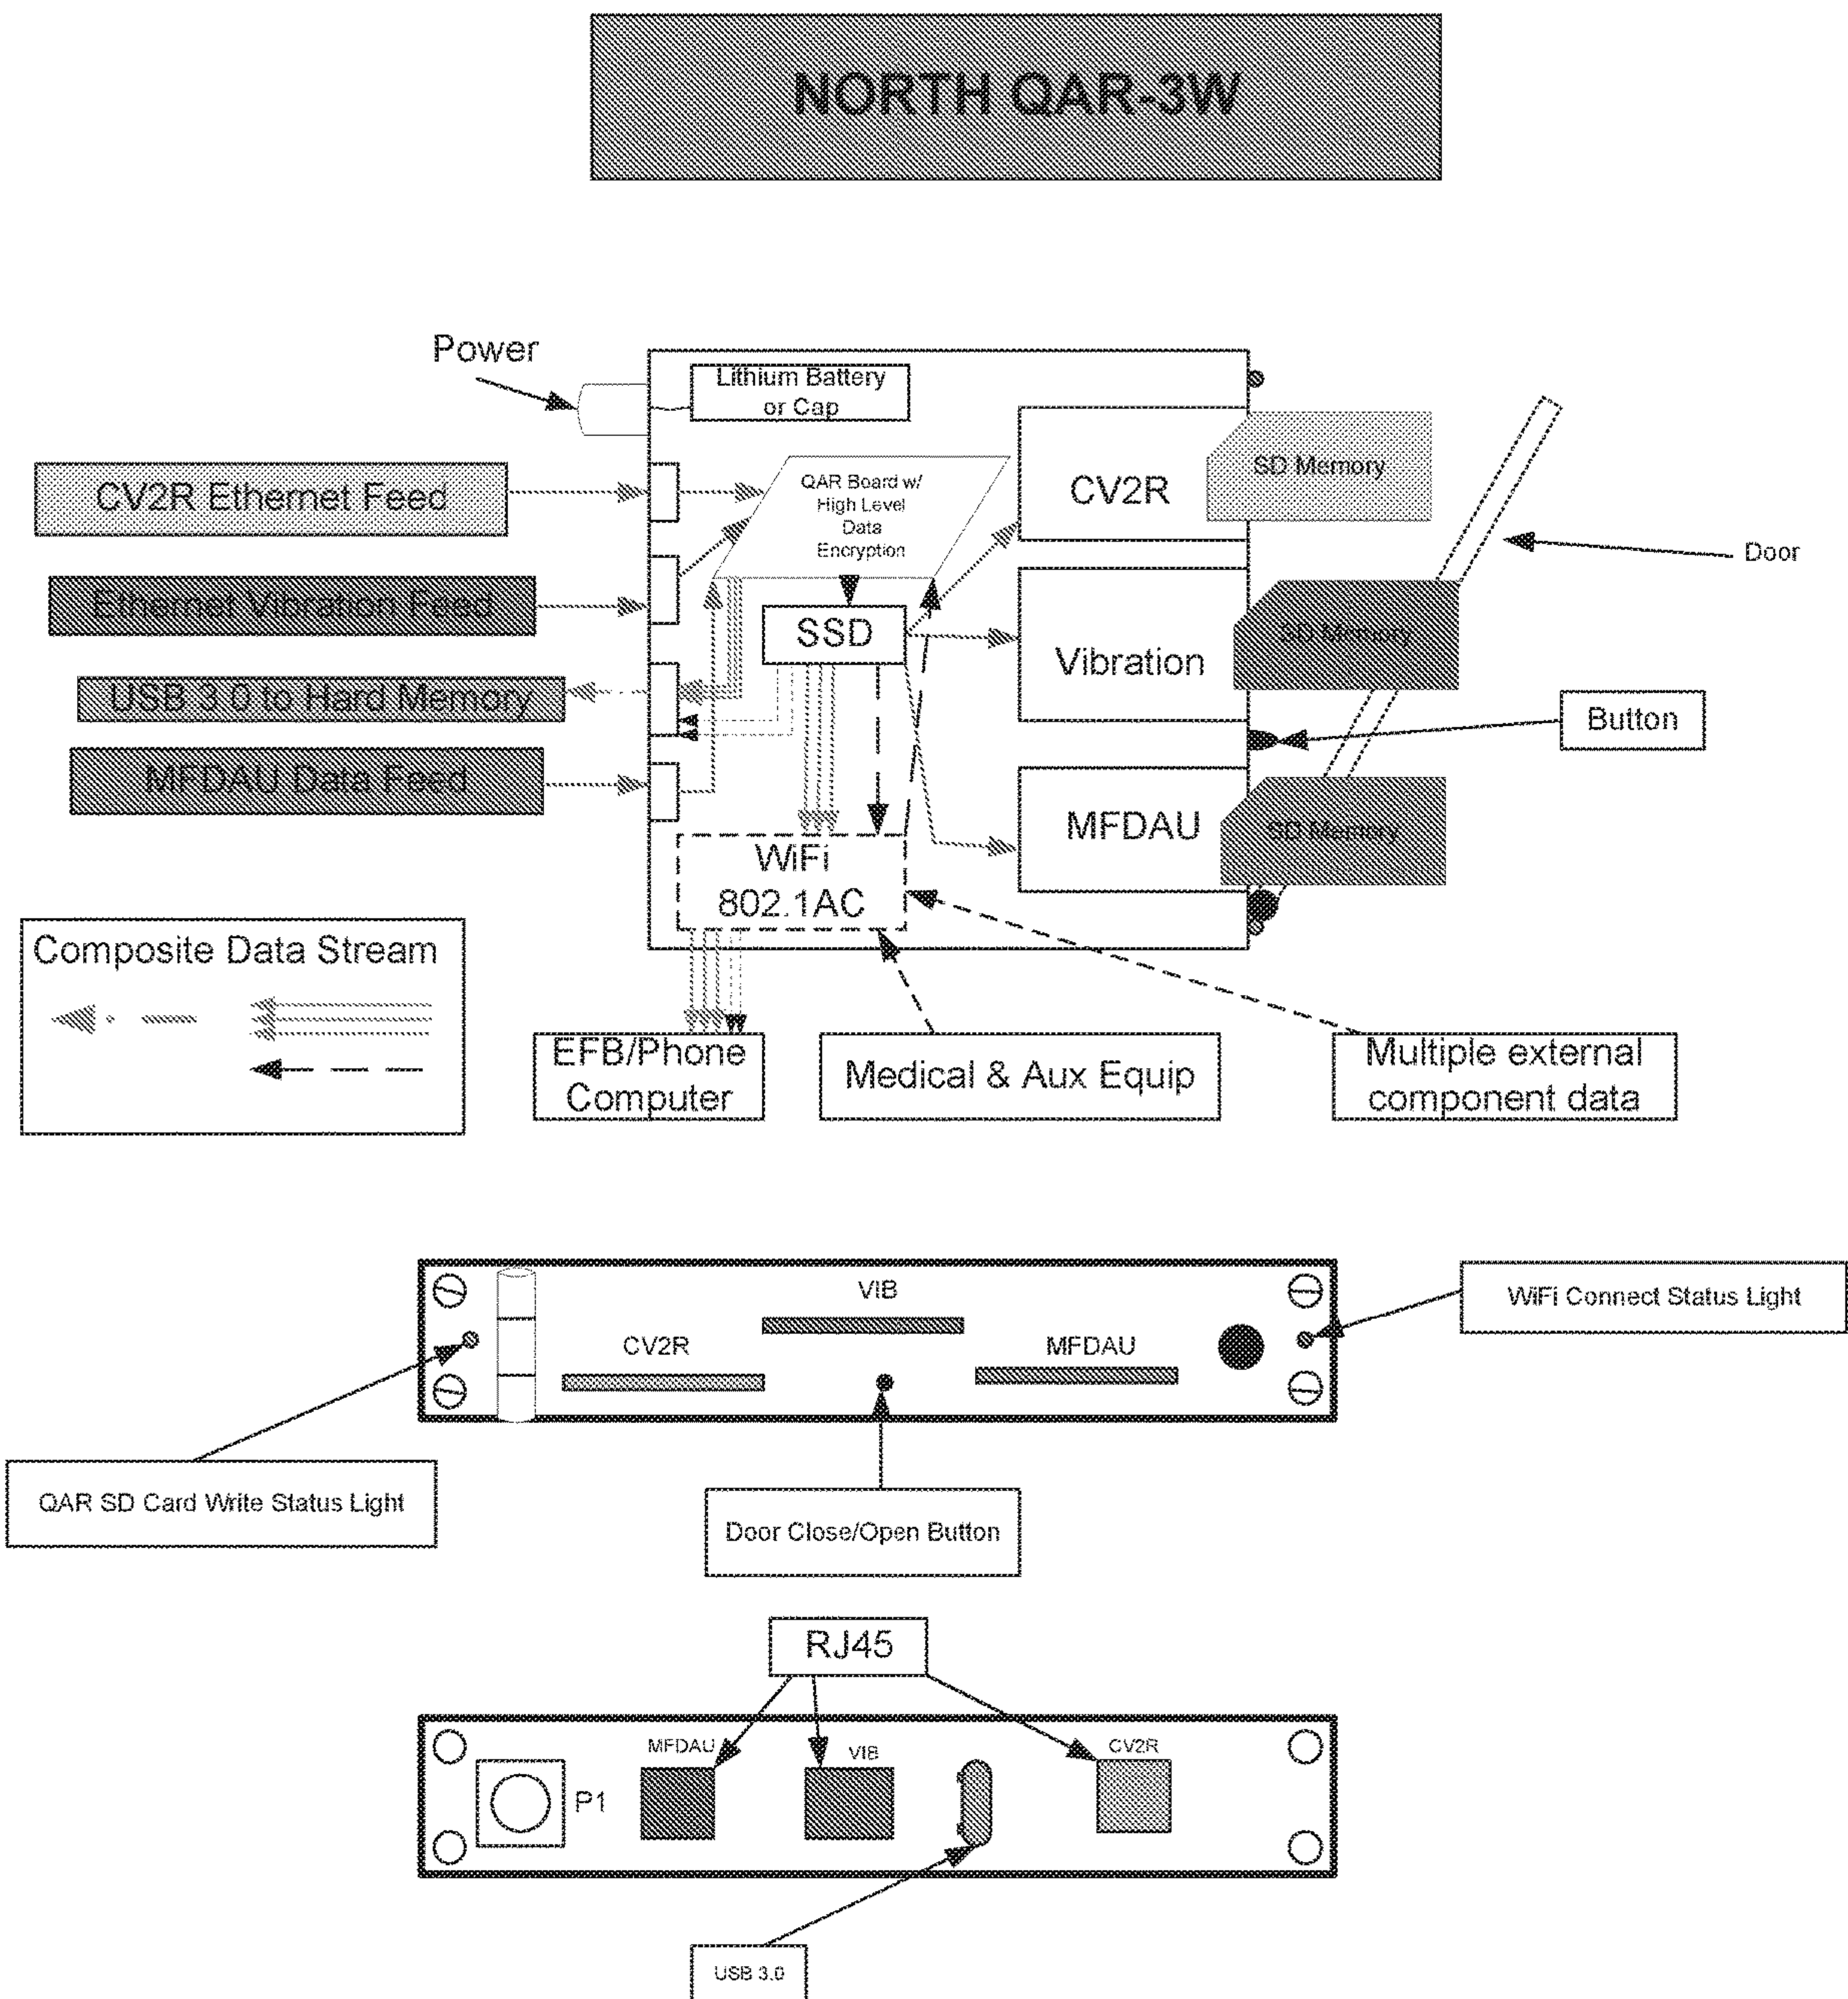 NORTH QAR-3W
Power
Lithium Battery
or Cap
CV2R Ethernet Feed
Ethernet Vibration Feed
USB 3.0 to Hard Memory
MFDAU Data Feed
QAR Board w/
High Level
Data
Encryption
SSD
WiFi
802.1AC
CV2R
Vibration
MFDAU
SD Memory
SD Memory
SD Memory
Door
Button
Composite Data Stream
EFB/Phone
Computer
Medical & Aux Equip
Multiple external
component data
VIB
CV2R
MFDAU
WiFi Connect Status Light
QAR SD Card Write Status Light
Door Close/Open Button
RJ45
MFDAU
VIB
CV2R
P1
USB 3.0